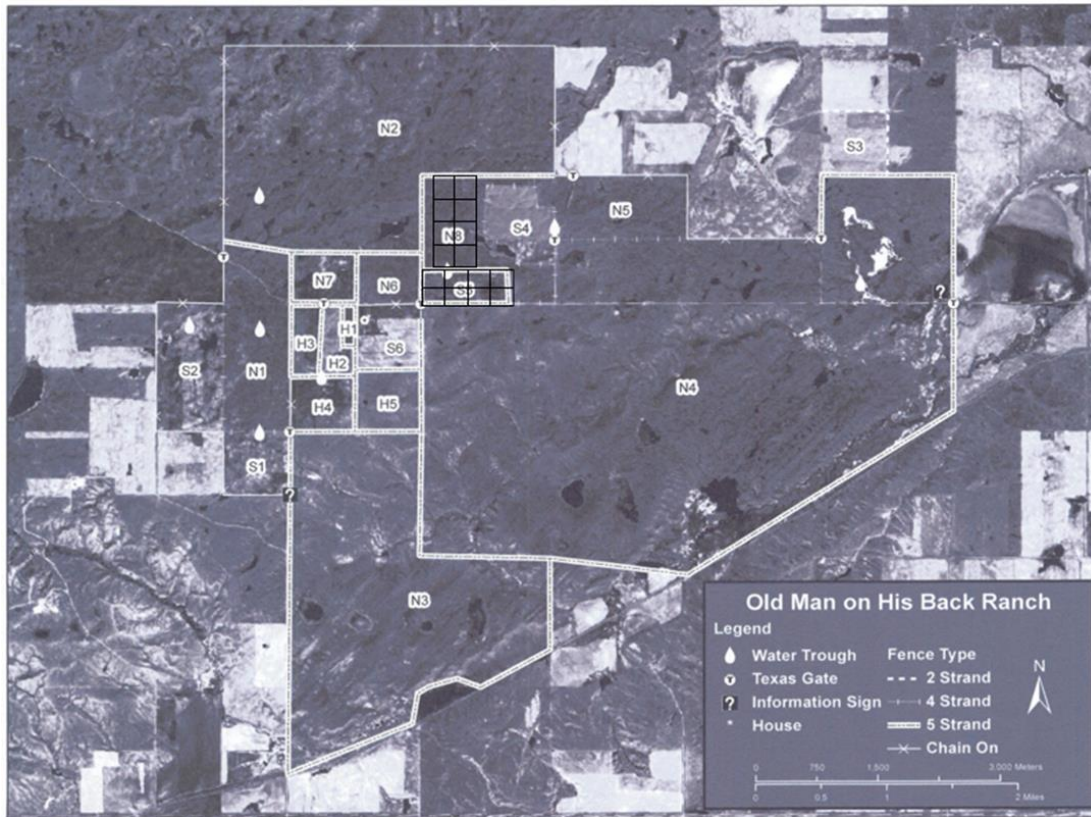 N2
S3
N5
S4
N8
N7
N6
S5
H1
H3
S6
H2
S2
N1
N4
H4
H5
S1
?
?
N3
Old Man on His Back Ranch
Legend
Water Trough
Texas Gate
? Information Sign
House
Fence Type
2 Strand
4 Strand
5 Strand
Chain On
N
0 750 1,500 3,000 Meters
0 0.5 1 2 Miles